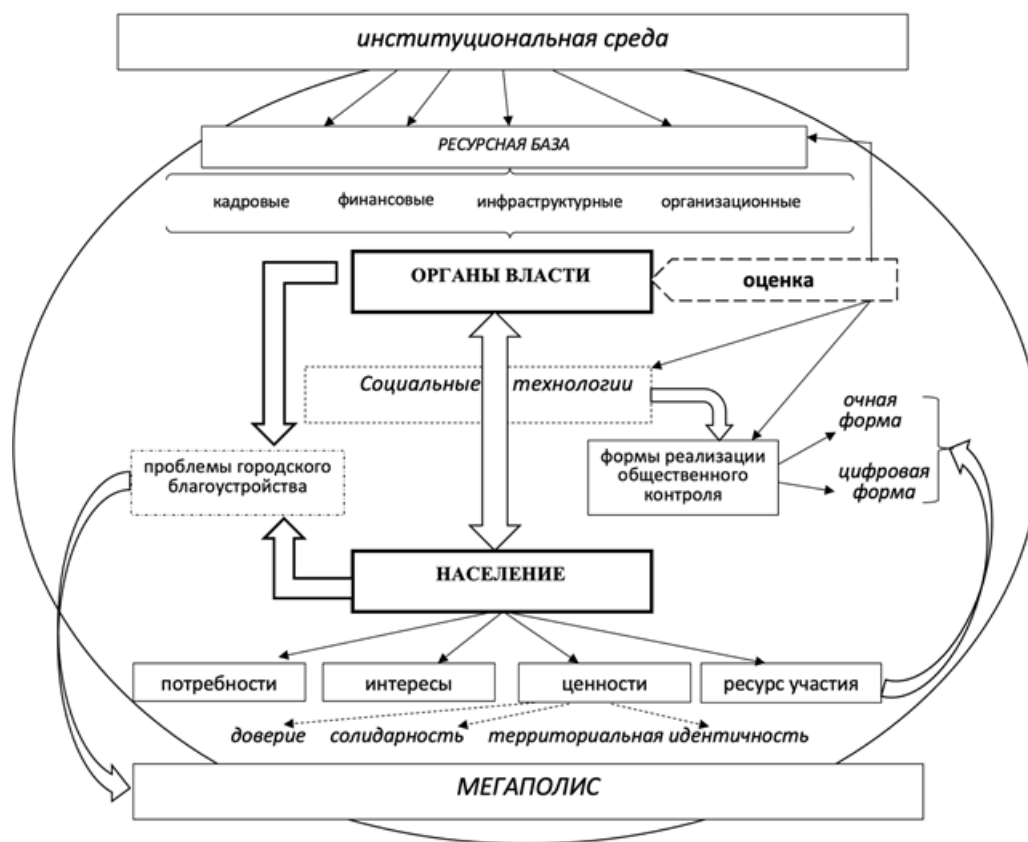 институциональная среда
РЕСУРСНАЯ БАЗА
кадровые финансовые инфраструктурные организационные
ОРГАНЫ ВЛАСТИ
оценка
Социальные технологии
очная
форма
проблемы городского
благоустройства
формы реализации
общественного
контроля
цифровая
форма
НАСЕЛЕНИЕ
потребности интересы ценности ресурс участия
доверие солидарность территориальная идентичность
МЕГАПОЛИС